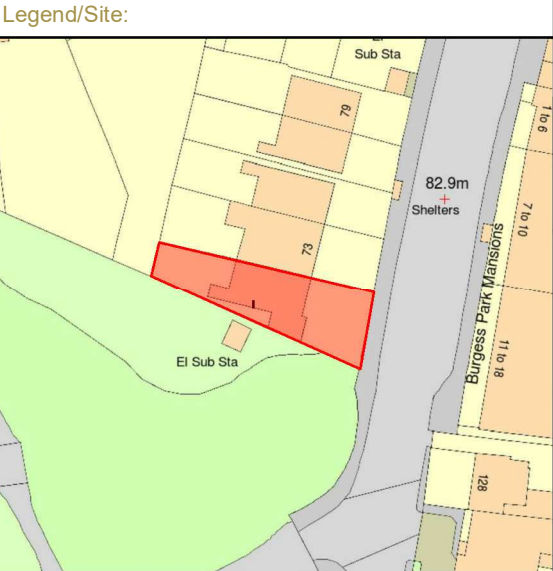 Legend/Site:
El
Sub Sta
79
1 to 6
82.9m
Shelters
7 to 10
73
Burgess Park Mansions
El Sub Sta
11 to 18
128